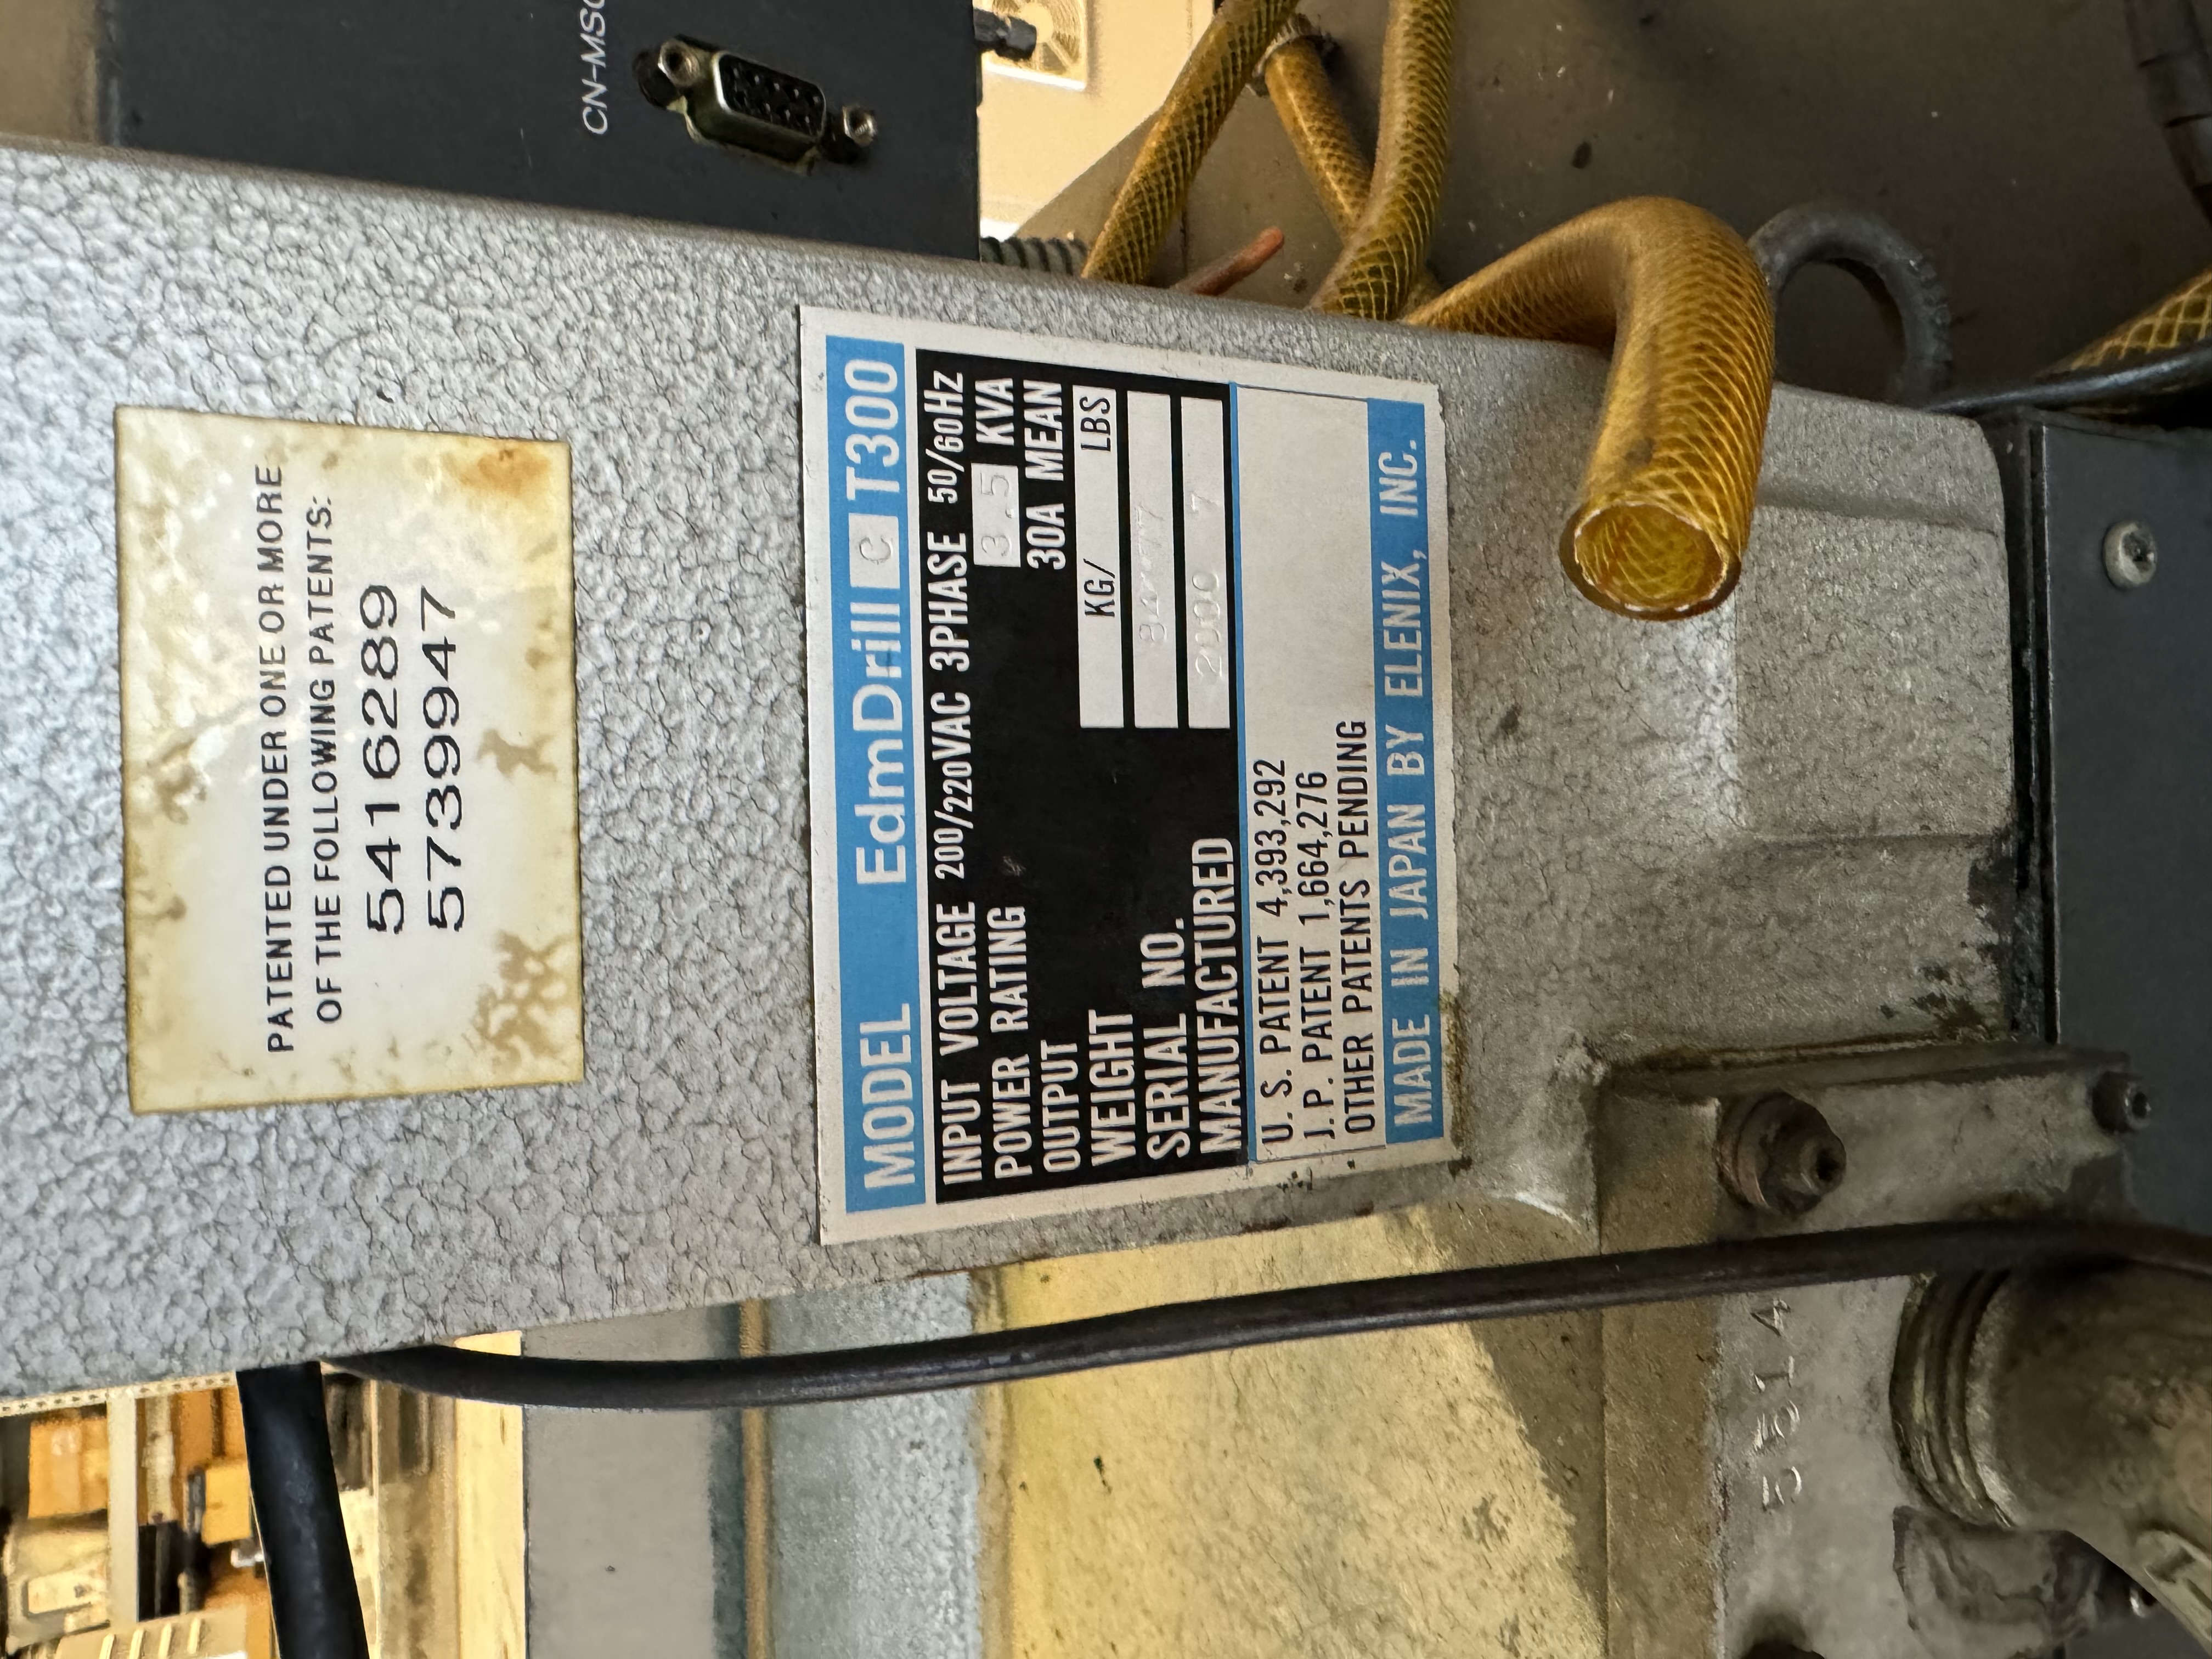 CN-MSC
PATENTED UNDER ONE OR MORE
OF THE FOLLOWING PATENTS:
5416289
5739947
MODEL EdmDrill C T300
INPUT VOLTAGE 200/220VAC 3PHASE 50/60Hz
POWER RATING 3.5 KVA
OUTPUT 30A MEAN
WEIGHT KG/ LBS
SERIAL NO.
MANUFACTURED 2000 7
U.S. PATENT 4,393,292
J.P. PATENT 1,664,276
OTHER PATENTS PENDING
MADE IN JAPAN BY ELENIX, INC.
5514